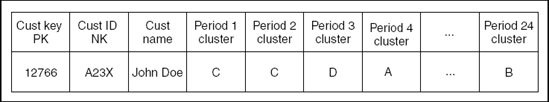 Cust key PK
Cust ID NK
Cust name
Period 1 cluster
Period 2 cluster
Period 3 cluster
Period 4 cluster
...
Period 24 cluster
12766
A23X
John Doe
C
C
D
A
...
B